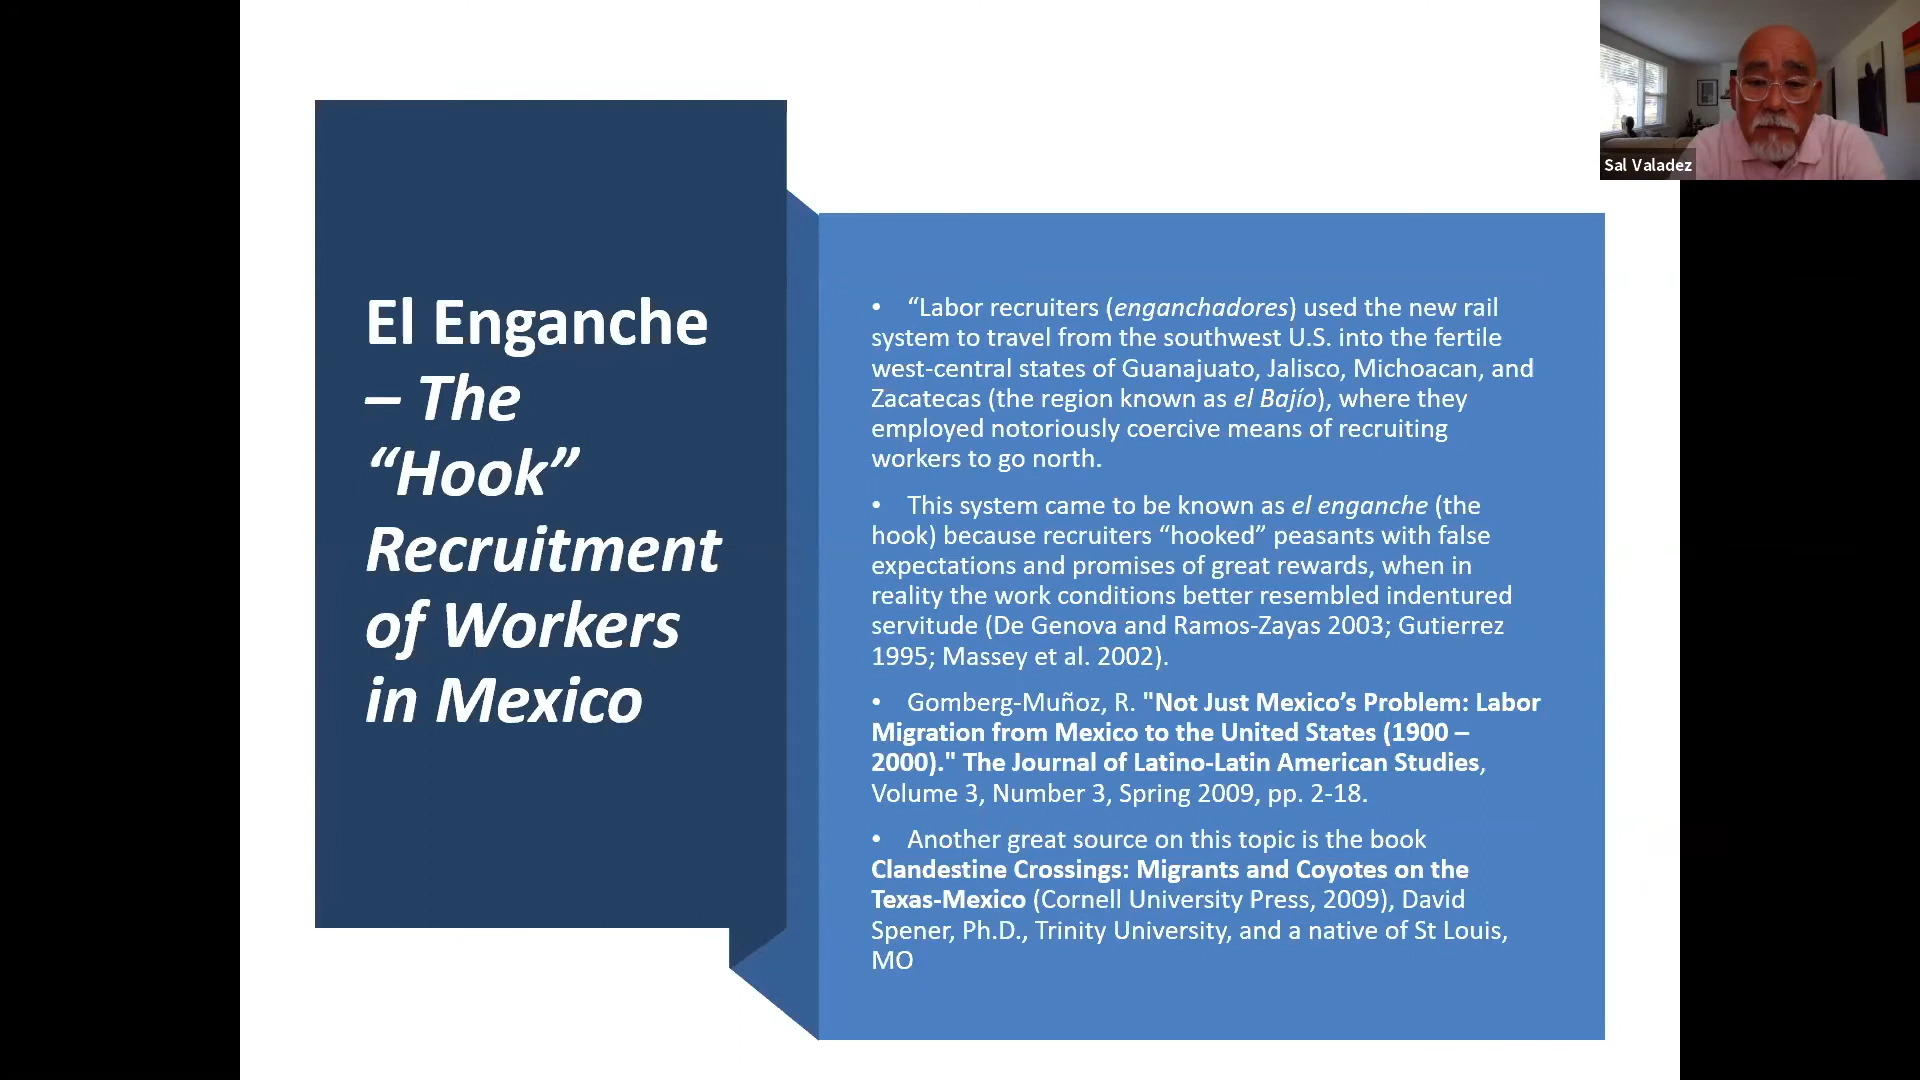 El Enganche
– The
“Hook”
Recruitment
of Workers
in Mexico
• “Labor recruiters (enganchadores) used the new rail
system to travel from the southwest U.S. into the fertile
west-central states of Guanajuato, Jalisco, Michoacan, and
Zacatecas (the region known as el Bajío), where they
employed notoriously coercive means of recruiting
workers to go north.
• This system came to be known as el enganche (the
hook) because recruiters “hooked” peasants with false
expectations and promises of great rewards, when in
reality the work conditions better resembled indentured
servitude (De Genova and Ramos-Zayas 2003; Gutierrez
1995; Massey et al. 2002).
• Gomberg-Muñoz, R. "Not Just Mexico’s Problem: Labor
Migration from Mexico to the United States (1900 –
2000)." The Journal of Latino-Latin American Studies,
Volume 3, Number 3, Spring 2009, pp. 2-18.
• Another great source on this topic is the book
Clandestine Crossings: Migrants and Coyotes on the
Texas-Mexico (Cornell University Press, 2009), David
Spener, Ph.D., Trinity University, and a native of St Louis,
MO
Sal Valadez